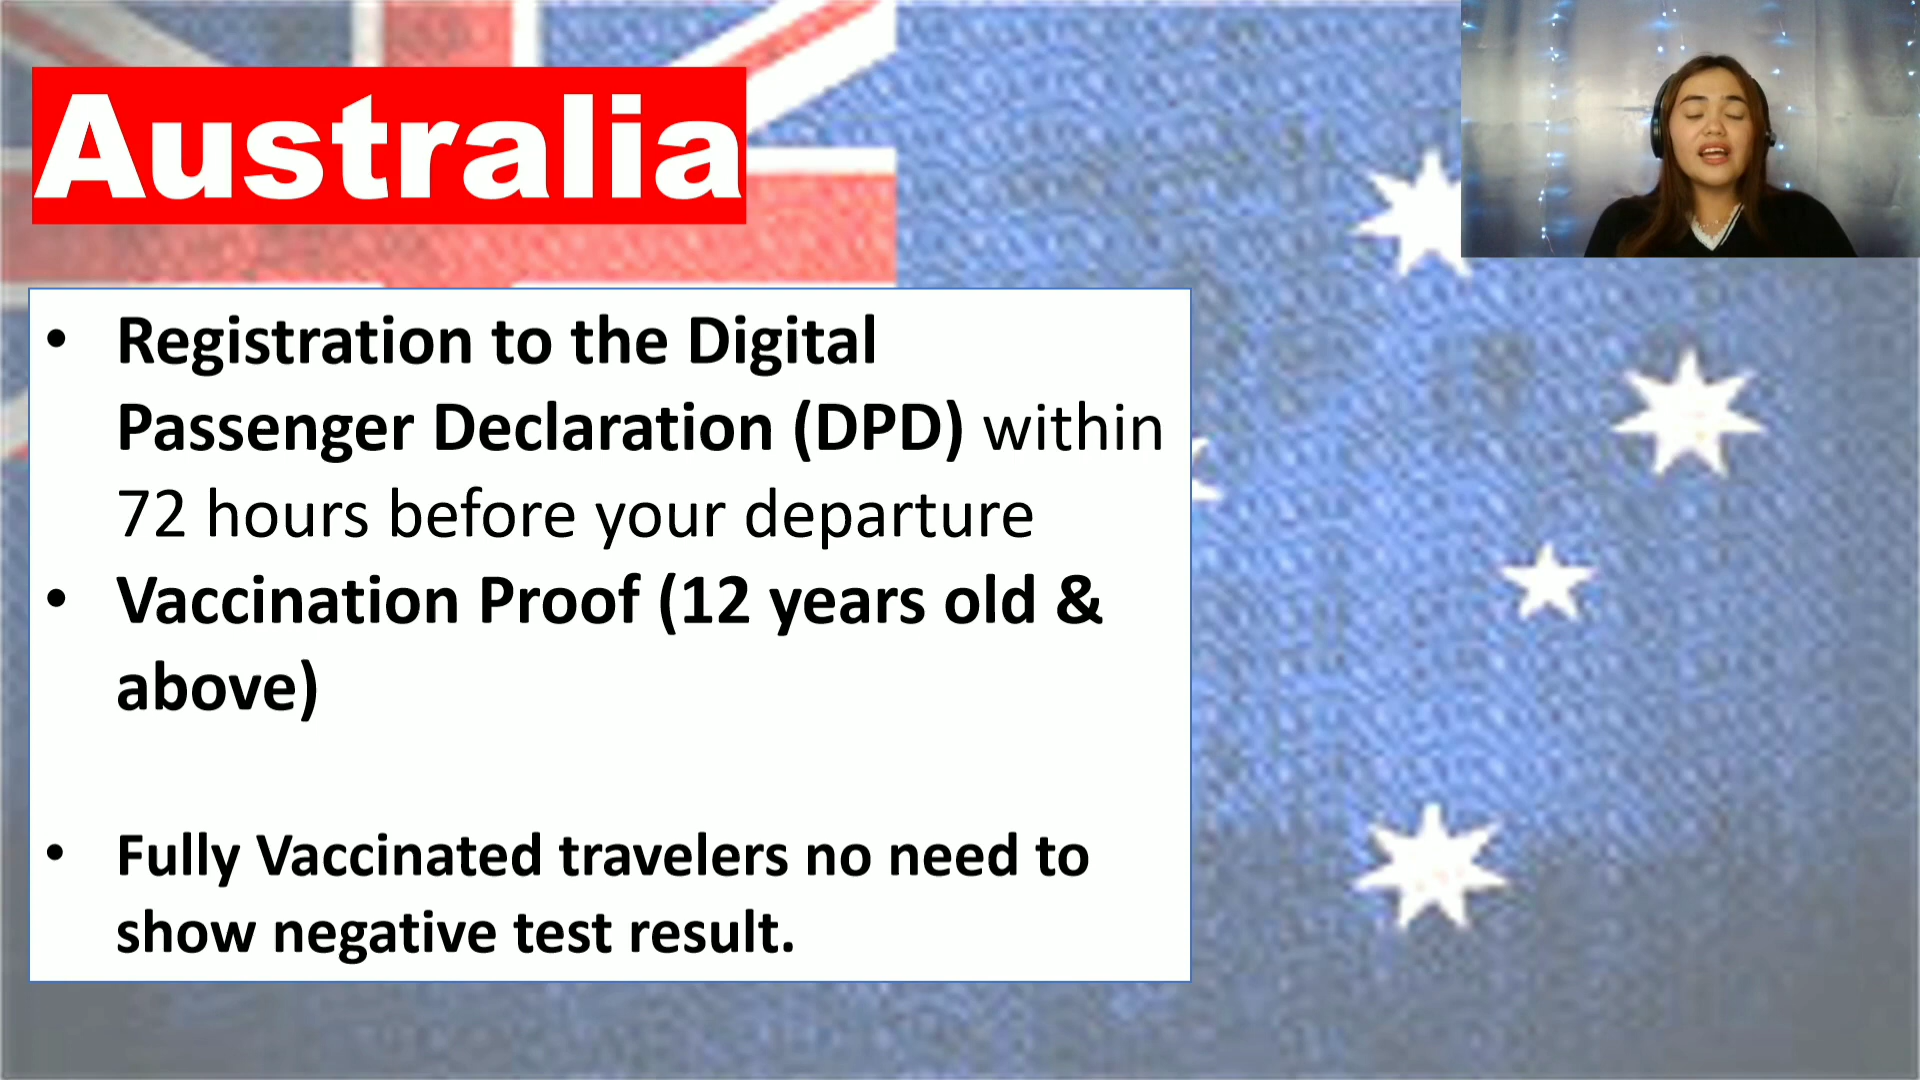 Australia
• Registration to the Digital
Passenger Declaration (DPD) within
72 hours before your departure
• Vaccination Proof (12 years old &
above)
• Fully Vaccinated travelers no need to
show negative test result.